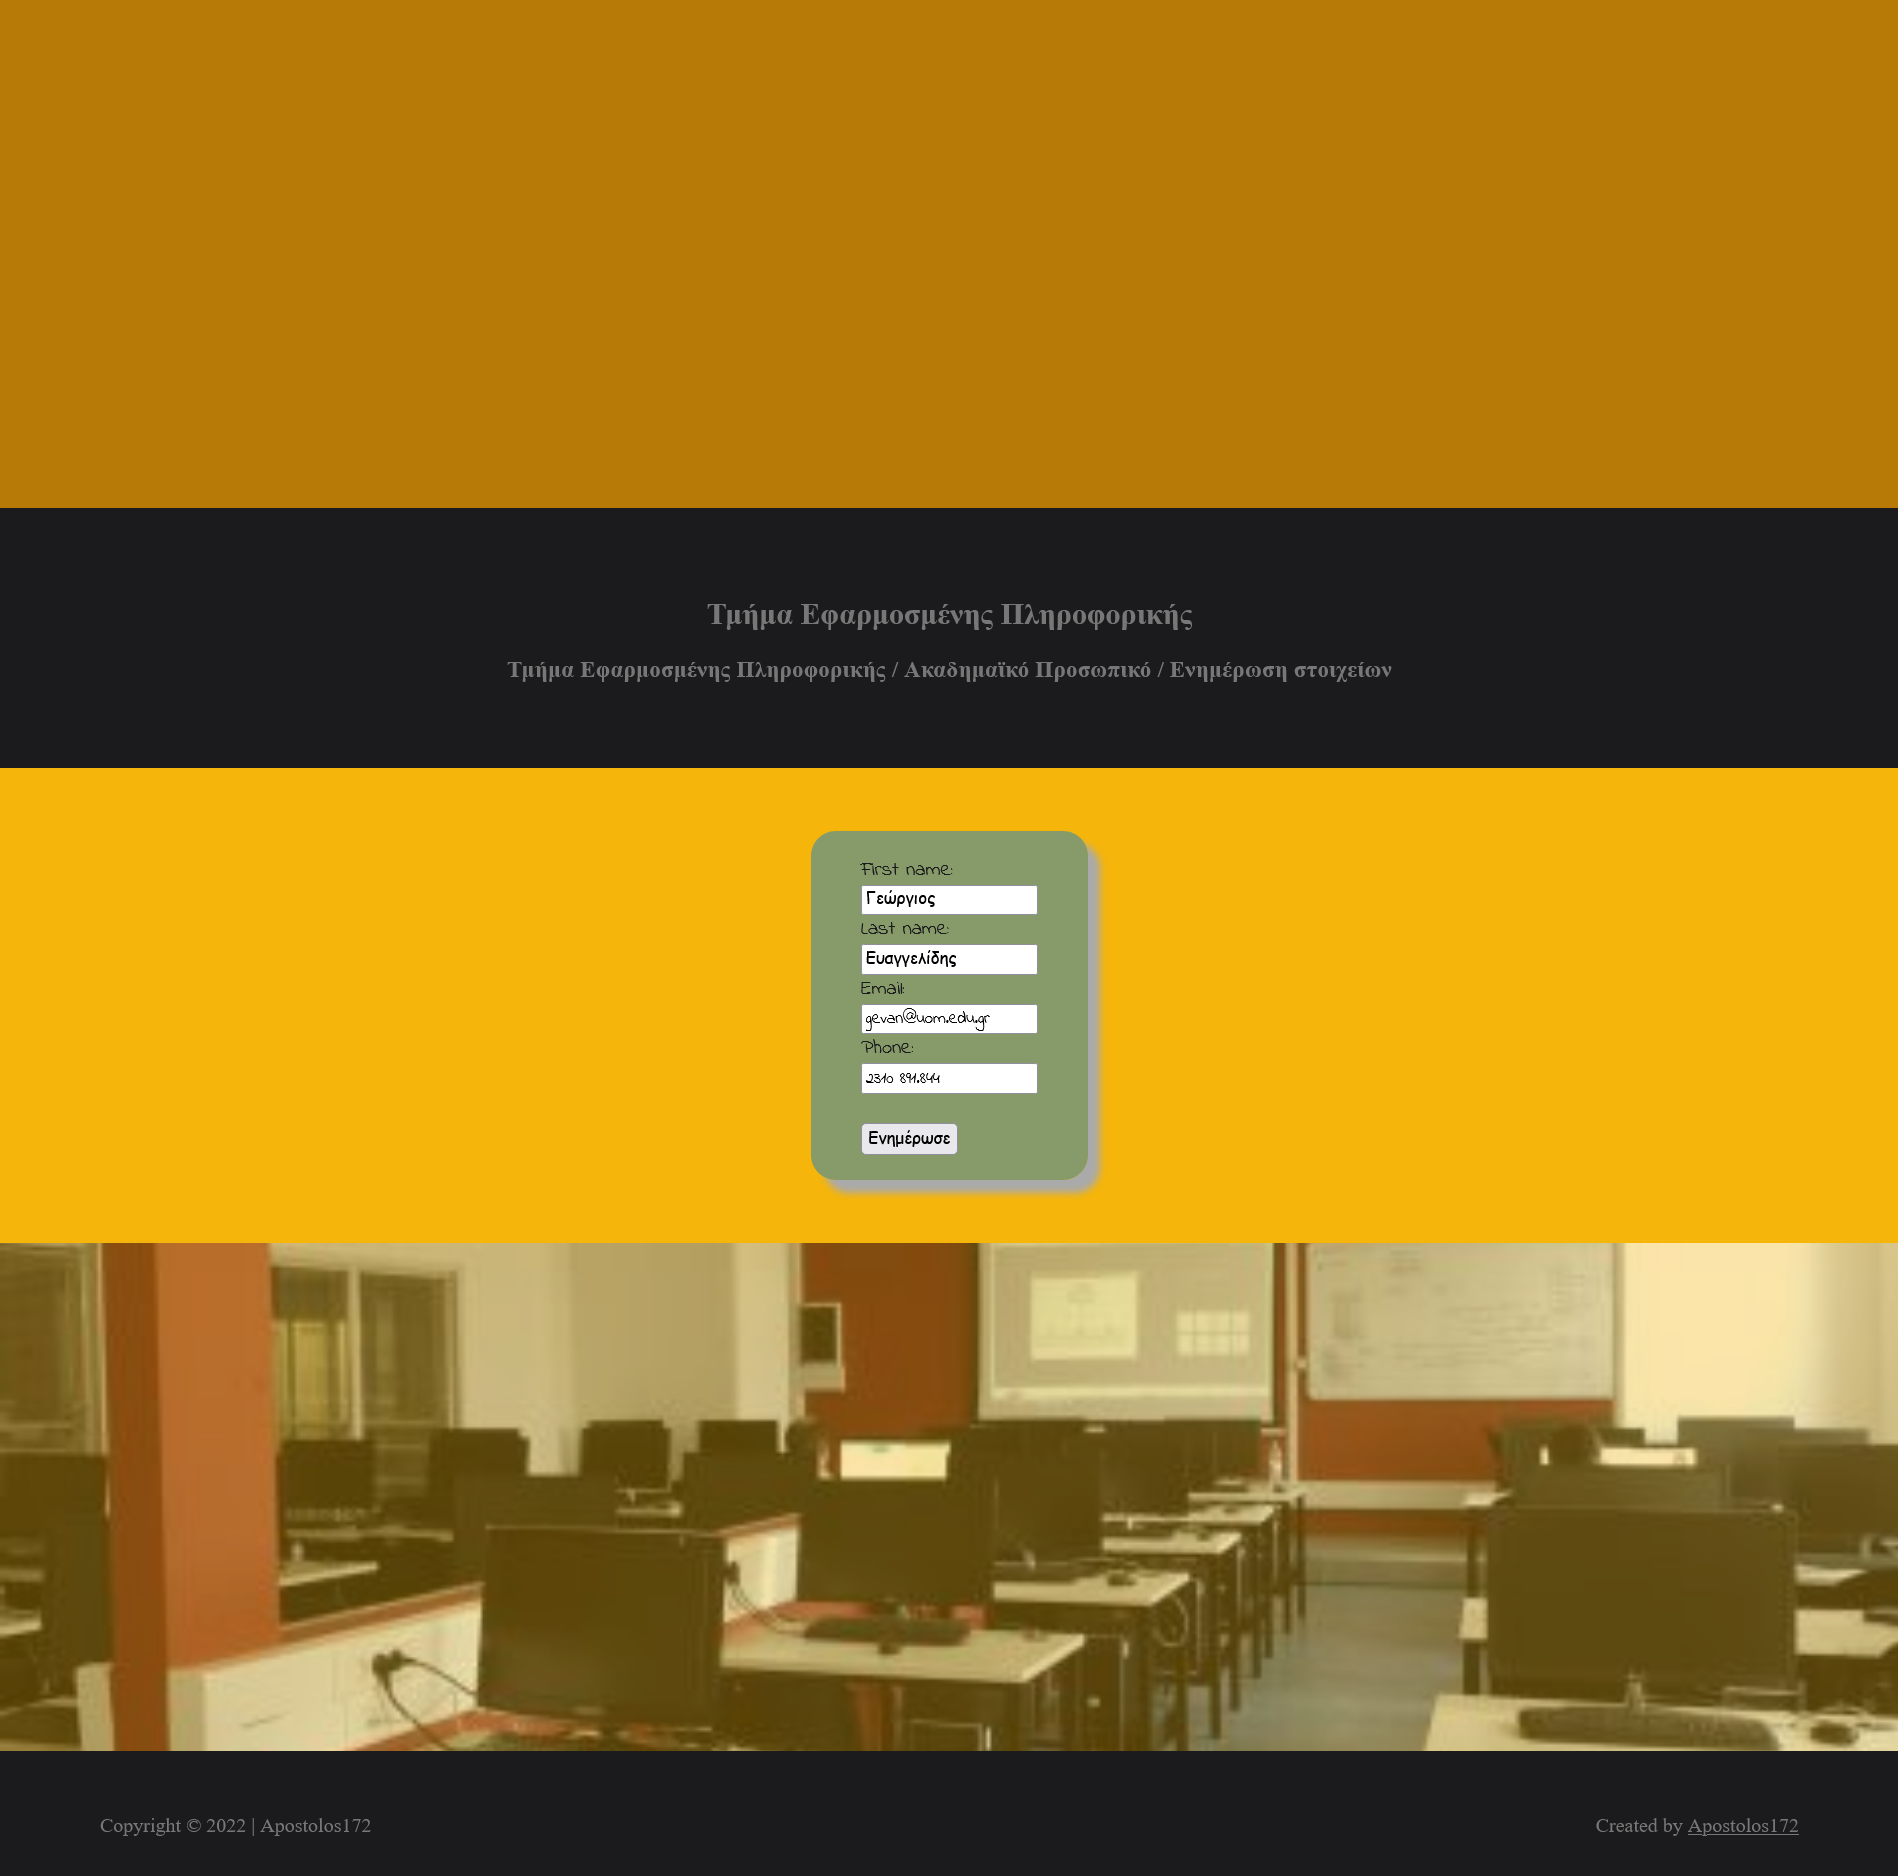 Τμήμα Εφαρμοσμένης Πληροφορικής
Τμήμα Εφαρμοσμένης Πληροφορικής / Ακαδημαϊκό Προσωπικό / Ενημέρωση στοιχείων
First name:
Γεώργιος
Last name:
Ευαγγελίδης
Email:
gevan@uom.edu.gr
Phone:
2310 891.844
Ενημέρωσε
Copyright © 2022 | Apostolos172
Created by Apostolos172